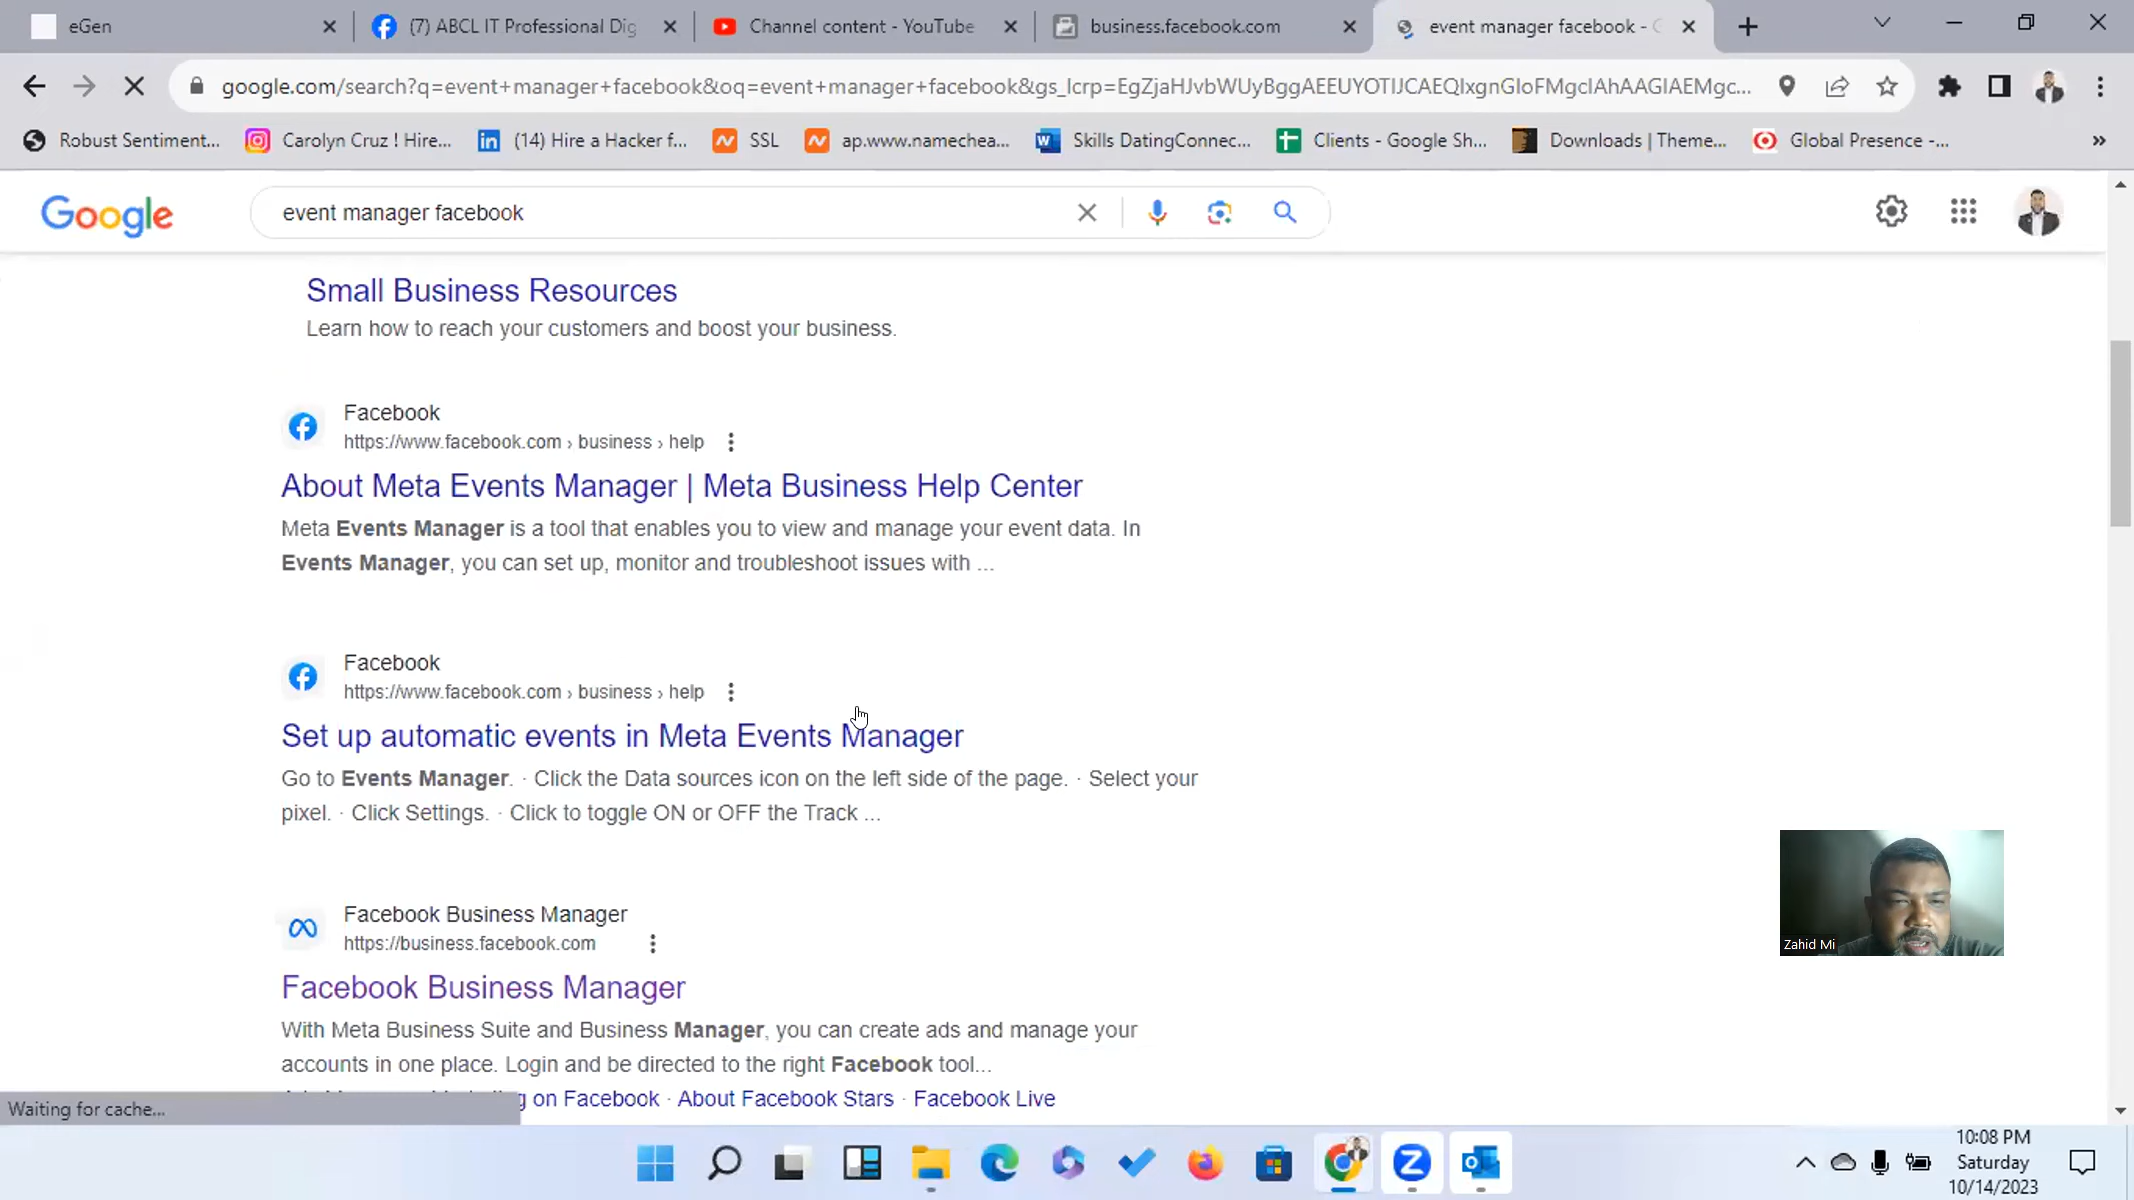 eGen
(7) ABCL IT Professional Dig
Channel content - YouTube
business.facebook.com
event manager facebook - G
google.com/search?q=event+manager+facebook&oq=event+manager+facebook&gs_lcrp=EgZjaHJvbWUyBggAEEUYOTIJCAEQIxgnGIoFMgcIAhAAGIAEMgc...
Robust Sentiment...
Carolyn Cruz ! Hire...
(14) Hire a Hacker f...
SSL
ap.www.namechea...
Skills DatingConnec...
Clients - Google Sh...
Downloads | Theme...
Global Presence -...
»
Google
event manager facebook
Small Business Resources
Learn how to reach your customers and boost your business.
Facebook
https://www.facebook.com › business › help
About Meta Events Manager | Meta Business Help Center
Meta Events Manager is a tool that enables you to view and manage your event data. In
Events Manager, you can set up, monitor and troubleshoot issues with ...
Facebook
https://www.facebook.com › business › help
Set up automatic events in Meta Events Manager
Go to Events Manager. · Click the Data sources icon on the left side of the page. · Select your
pixel. · Click Settings. · Click to toggle ON or OFF the Track ...
Zahid Mi
Facebook Business Manager
https://business.facebook.com
Facebook Business Manager
With Meta Business Suite and Business Manager, you can create ads and manage your
accounts in one place. Login and be directed to the right Facebook tool...
on Facebook · About Facebook Stars · Facebook Live
Waiting for cache...
10:08 PM
Saturday
10/14/2023